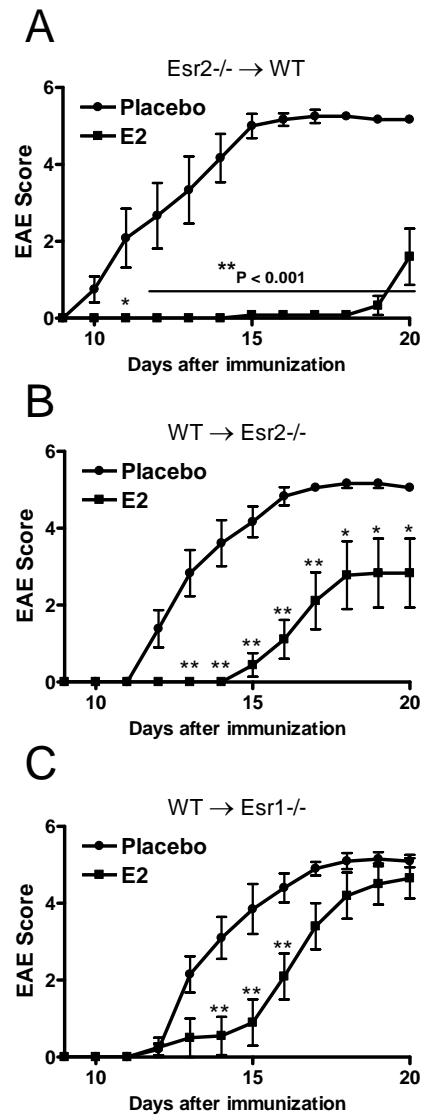 A
Esr2-/- → WT
6
4
2
0
EAE Score
Placebo
E2
*
**P < 0.001
10 15 20
Days after immunization
B
WT → Esr2-/-
6
4
2
0
EAE Score
Placebo
E2
** ** ** ** ** * * *
10 15 20
Days after immunization
C
WT → Esr1-/-
6
4
2
0
EAE Score
Placebo
E2
** ** **
10 15 20
Days after immunization